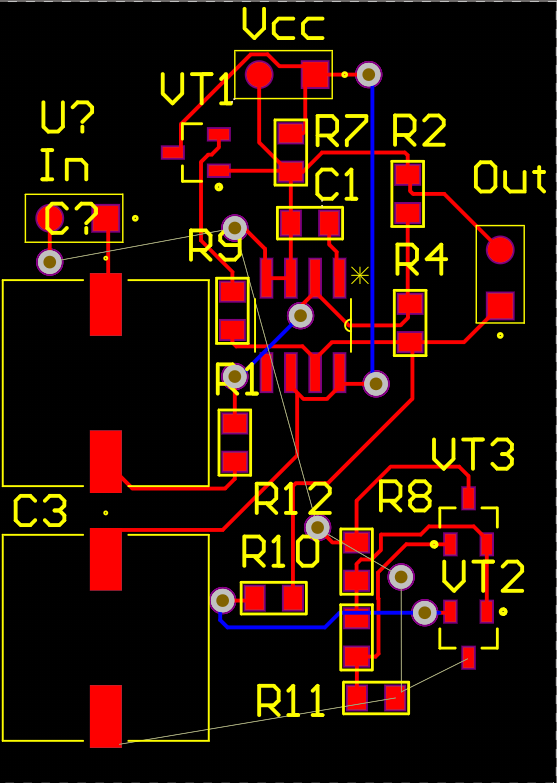 Vcc
VT1
U?
R7
R2
In
C1
Out
C?
R9
R4
R1
VT3
C3
R12
R8
R10
VT2
R11